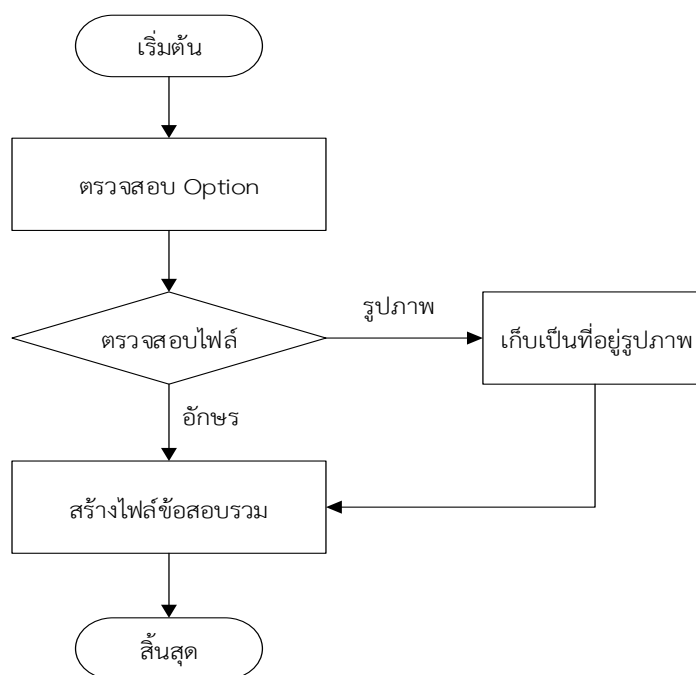 เริ่มต้น
ตรวจสอบ Option
ตรวจสอบไฟล์
รูปภาพ
เก็บเป็นที่อยู่รูปภาพ
อักษร
สร้างไฟล์ข้อสอบรวม
สิ้นสุด